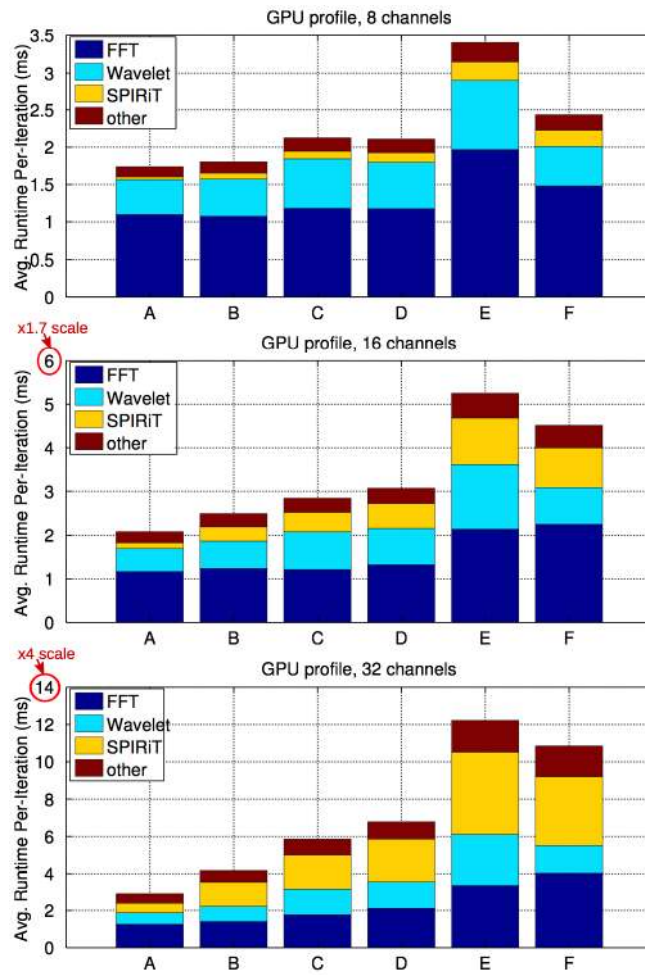 GPU profile, 8 channels
Avg. Runtime Per-Iteration (ms)
3.5
3
2.5
2
1.5
1
0.5
0
FFT
Wavelet
SPIRiT
other
A B C D E F
x1.7 scale
GPU profile, 16 channels
Avg. Runtime Per-Iteration (ms)
6
5
4
3
2
1
0
FFT
Wavelet
SPIRiT
other
A B C D E F
x4 scale
GPU profile, 32 channels
Avg. Runtime Per-Iteration (ms)
14
12
10
8
6
4
2
0
FFT
Wavelet
SPIRiT
other
A B C D E F